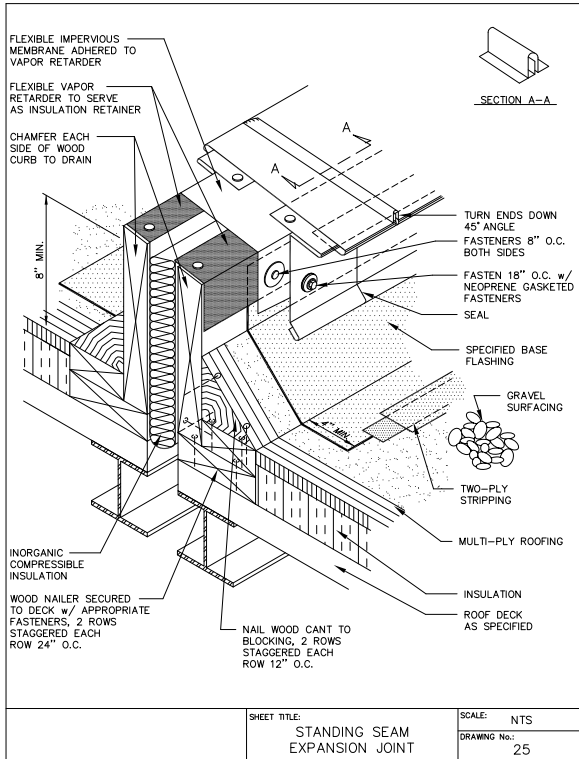 FLEXIBLE IMPERVIOUS
MEMBRANE ADHERED TO
VAPOR RETARDER
FLEXIBLE VAPOR
RETARDER TO SERVE
AS INSULATION RETAINER
CHAMFER EACH
SIDE OF WOOD
CURB TO DRAIN
8" MIN.
SECTION A-A
A
A
TURN ENDS DOWN
45° ANGLE
FASTENERS 8" O.C.
BOTH SIDES
FASTEN 18" O.C. w/
NEOPRENE GASKETED
FASTENERS
SEAL
SPECIFIED BASE
FLASHING
GRAVEL
SURFACING
4" MIN.
TWO-PLY
STRIPPING
MULTI-PLY ROOFING
INSULATION
ROOF DECK
AS SPECIFIED
INORGANIC
COMPRESSIBLE
INSULATION
WOOD NAILER SECURED
TO DECK w/ APPROPRIATE
FASTENERS, 2 ROWS
STAGGERED EACH
ROW 24" O.C.
NAIL WOOD CANT TO
BLOCKING, 2 ROWS
STAGGERED EACH
ROW 12" O.C.
SHEET TITLE:
STANDING SEAM
EXPANSION JOINT
SCALE: NTS
DRAWING No.:
25